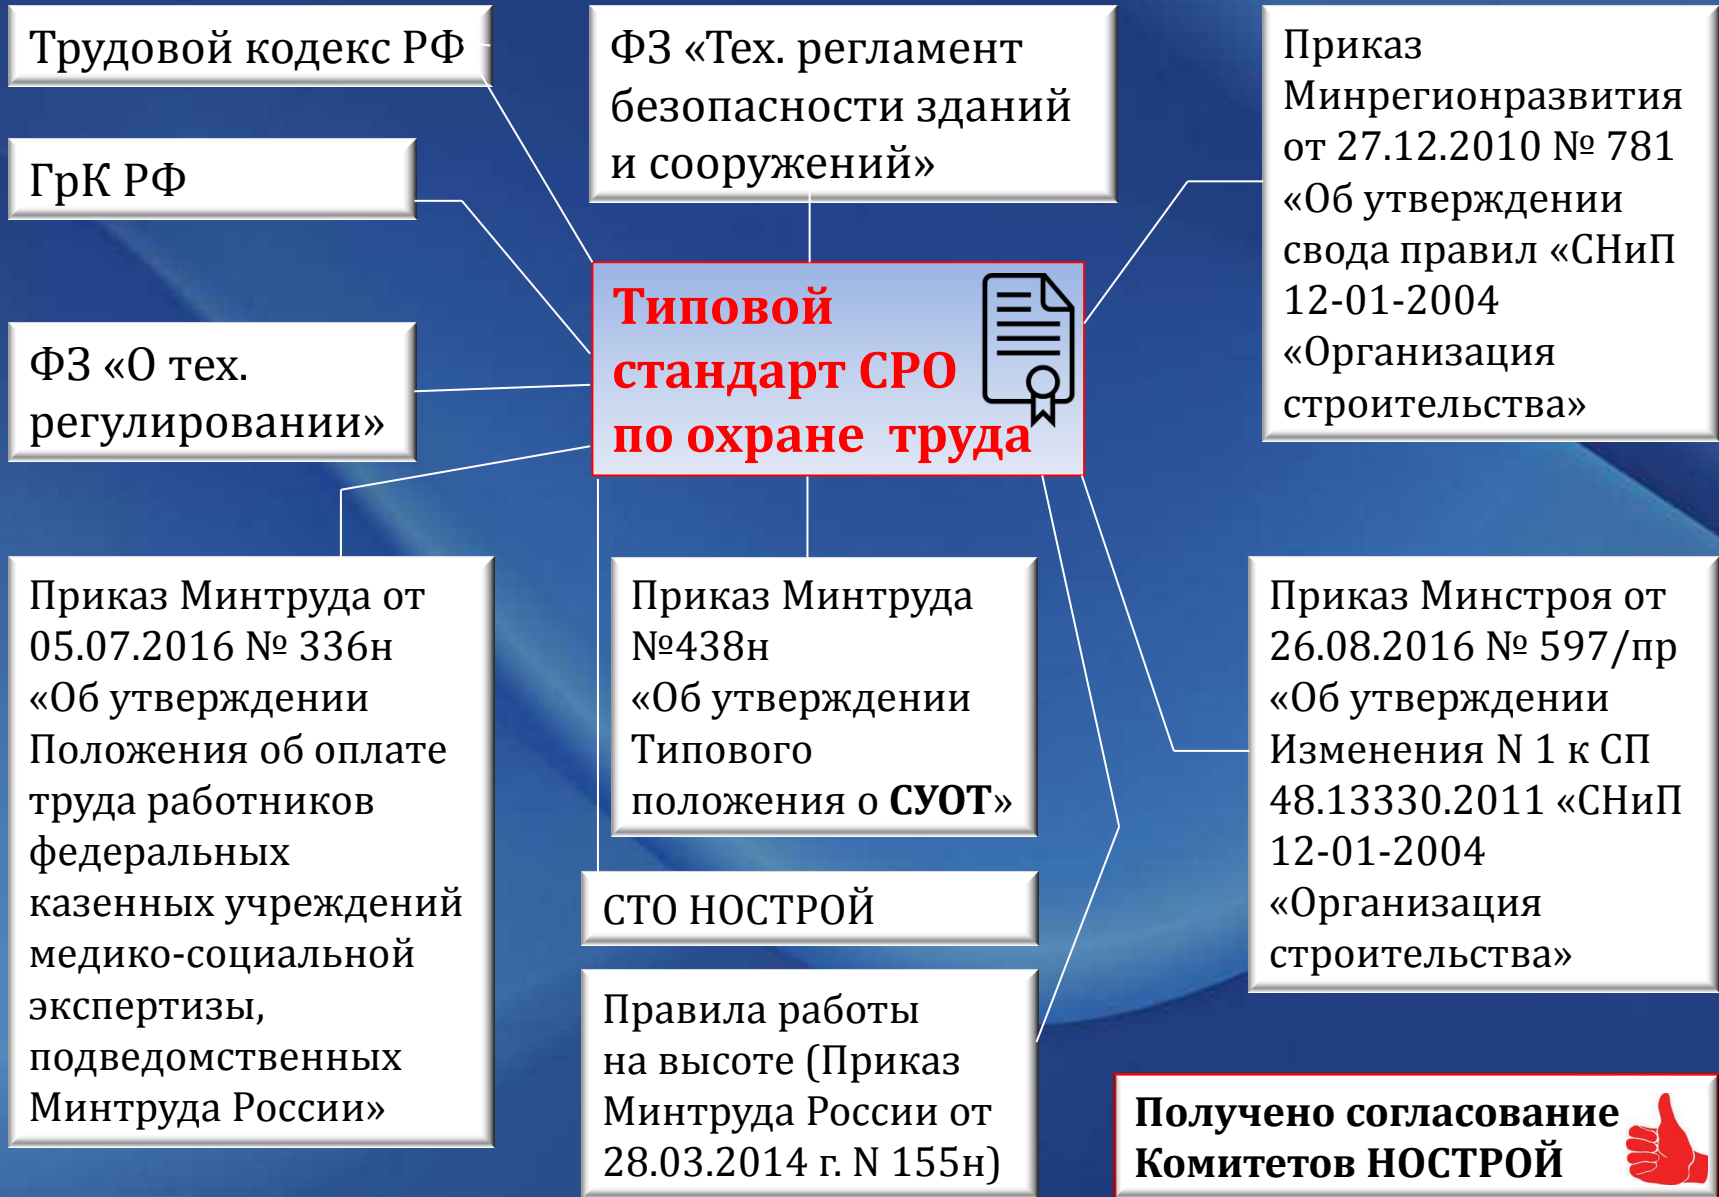 Трудовой кодекс РФ
ГрК РФ
ФЗ «О тех.
регулировании»
ФЗ «Тех. регламент
безопасности зданий
и сооружений»
Приказ
Минрегионразвития
от 27.12.2010 № 781
«Об утверждении
свода правил «СНиП
12-01-2004
«Организация
строительства»
Типовой
стандарт СРО
по охране труда
Приказ Минтруда от
05.07.2016 № 336н
«Об утверждении
Положения об оплате
труда работников
федеральных
казенных учреждений
медико-социальной
экспертизы,
подведомственных
Минтруда России»
Приказ Минтруда
№438н
«Об утверждении
Типового
положения о СУОТ»
СТО НОСТРОЙ
Правила работы
на высоте (Приказ
Минтруда России от
28.03.2014 г. N 155н)
Приказ Минстроя от
26.08.2016 № 597/пр
«Об утверждении
Изменения N 1 к СП
48.13330.2011 «СНиП
12-01-2004
«Организация
строительства»
Получено согласование
Комитетов НОСТРОЙ